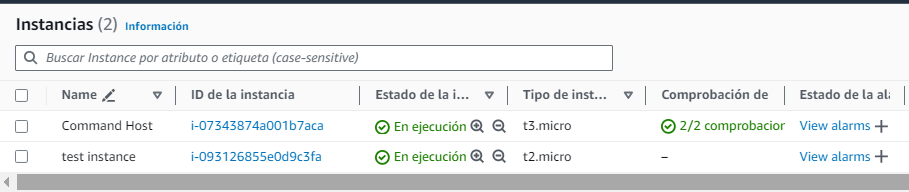 Instancias (2) Información
Buscar Instance por atributo o etiqueta (case-sensitive)
Name ID de la instancia Estado de la i... Tipo de inst... Comprobación de Estado de la ala
Command Host i-07343874a001b7aca En ejecución t3.micro 2/2 comprobacior View alarms +
test instance i-093126855e0d9c3fa En ejecución t2.micro – View alarms +